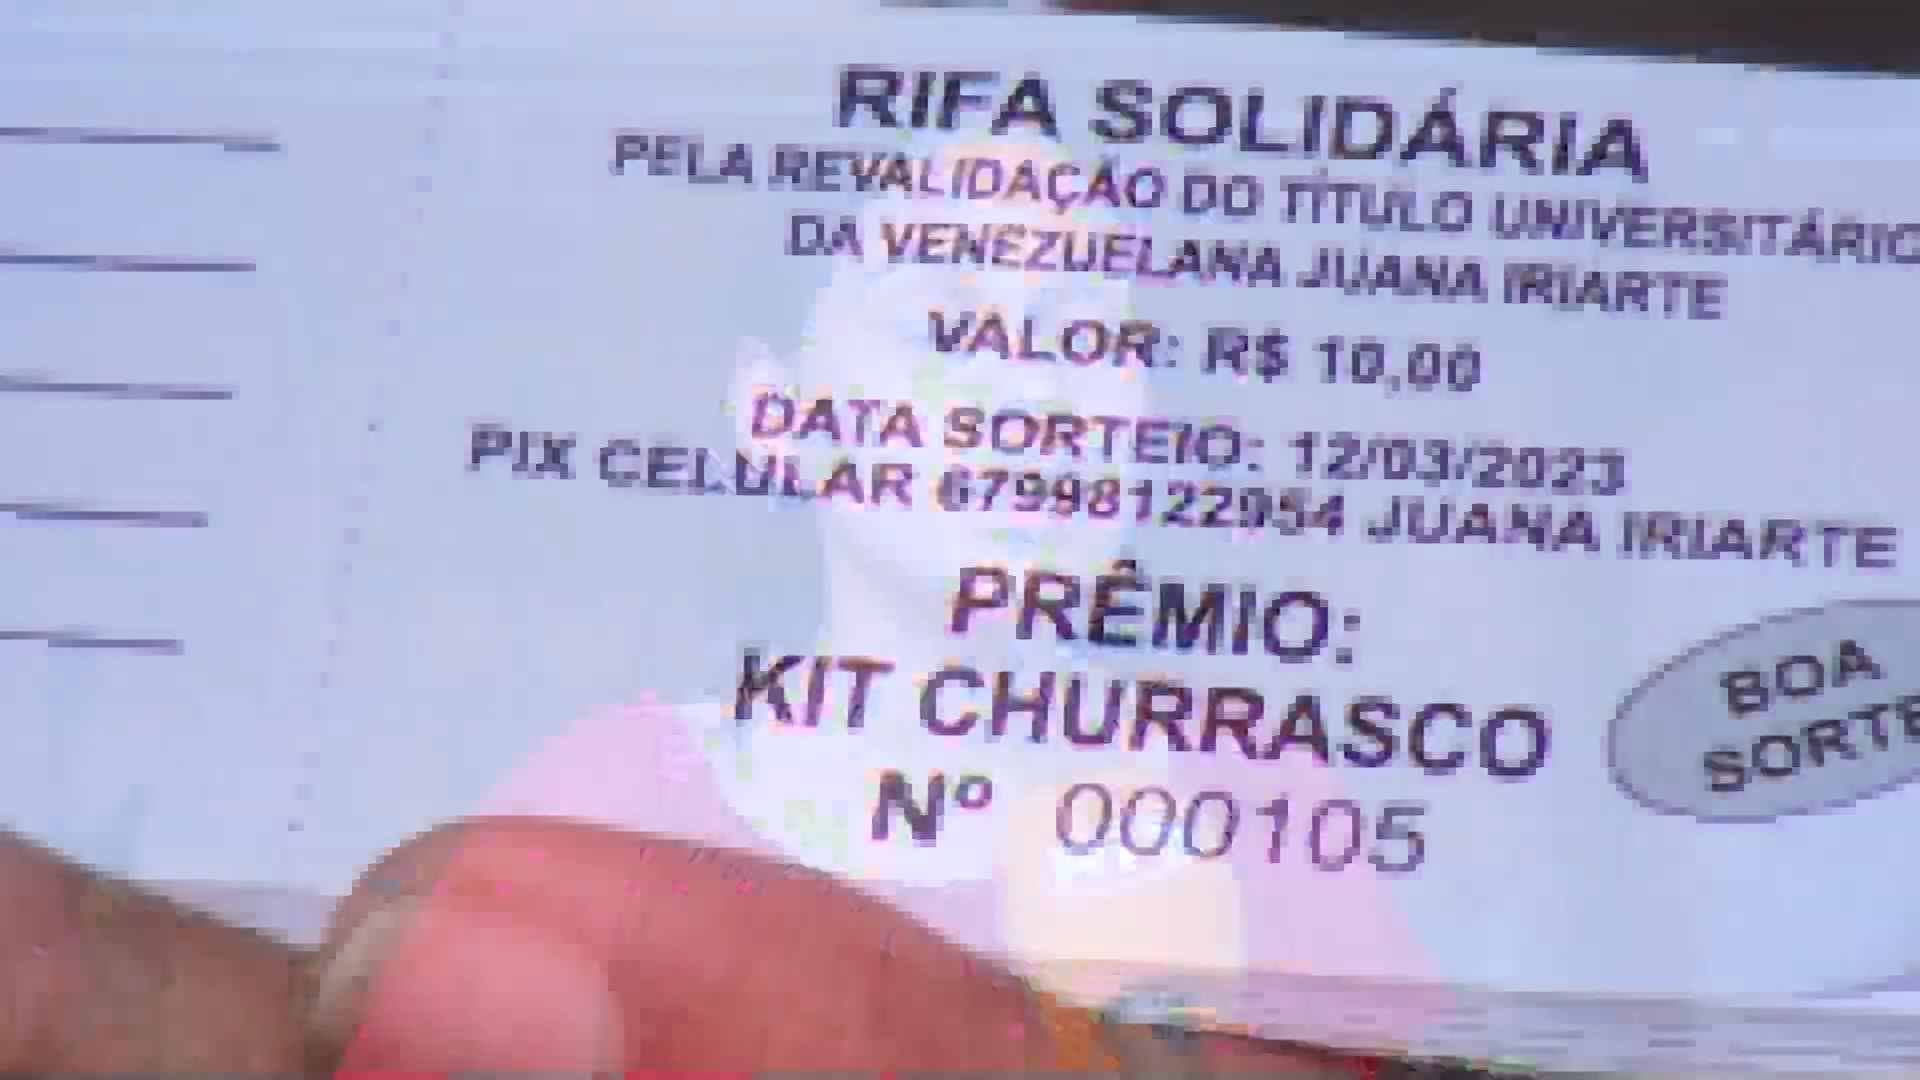 RIFA SOLIDÁRIA
PELA REVALIDAÇÃO DO TÍTULO UNIVERSITÁRIO
DA VENEZUELANA JUANA IRIARTE
VALOR: R$ 10,00
DATA SORTEIO: 12/03/2023
PIX CELULAR 67998122954 JUANA IRIARTE
PRÊMIO:
KIT CHURRASCO
Nº 000105
BOA
SORTE